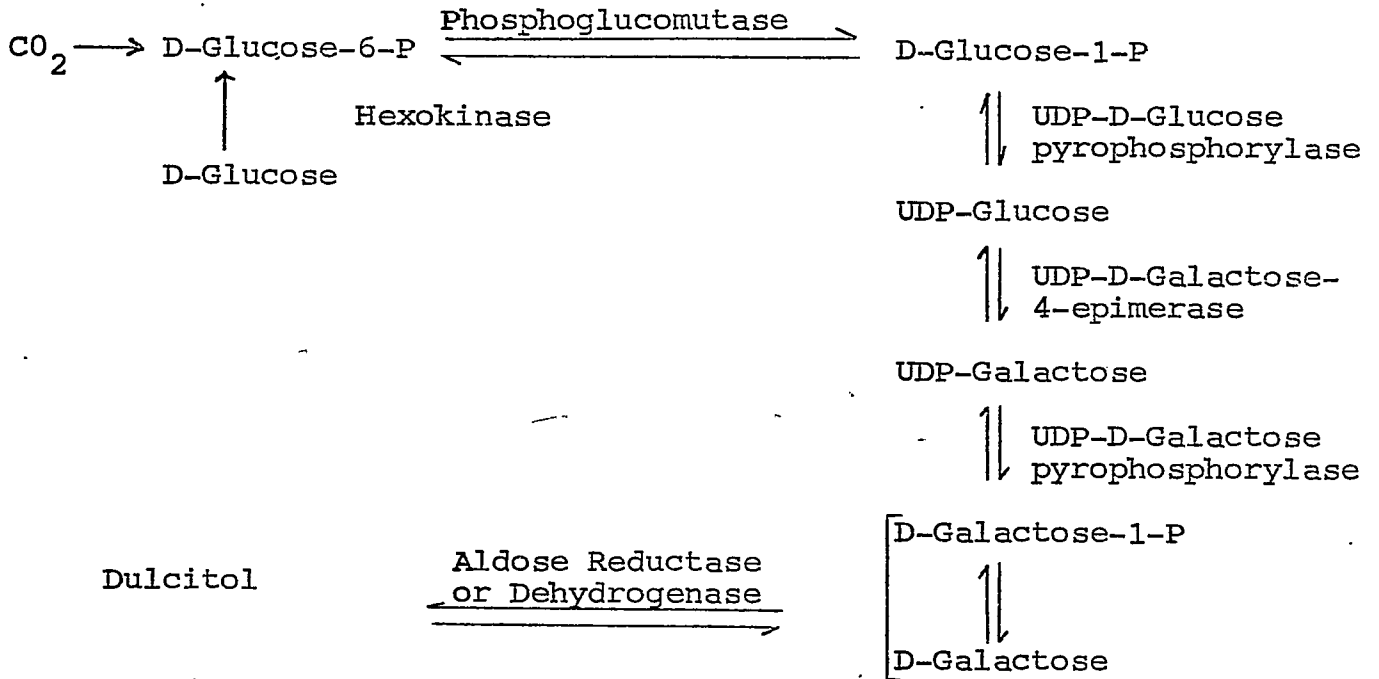 Phosphoglucomutase
CO2 ⟶ D-Glucose-6-P ⇌ D-Glucose-1-P
Hexokinase
D-Glucose
UDP-D-Glucose
pyrophosphorylase
UDP-Glucose
UDP-D-Galactose-
4-epimerase
UDP-Galactose
UDP-D-Galactose
pyrophosphorylase
D-Galactose-1-P
Dulcitol
Aldose Reductase
or Dehydrogenase
D-Galactose